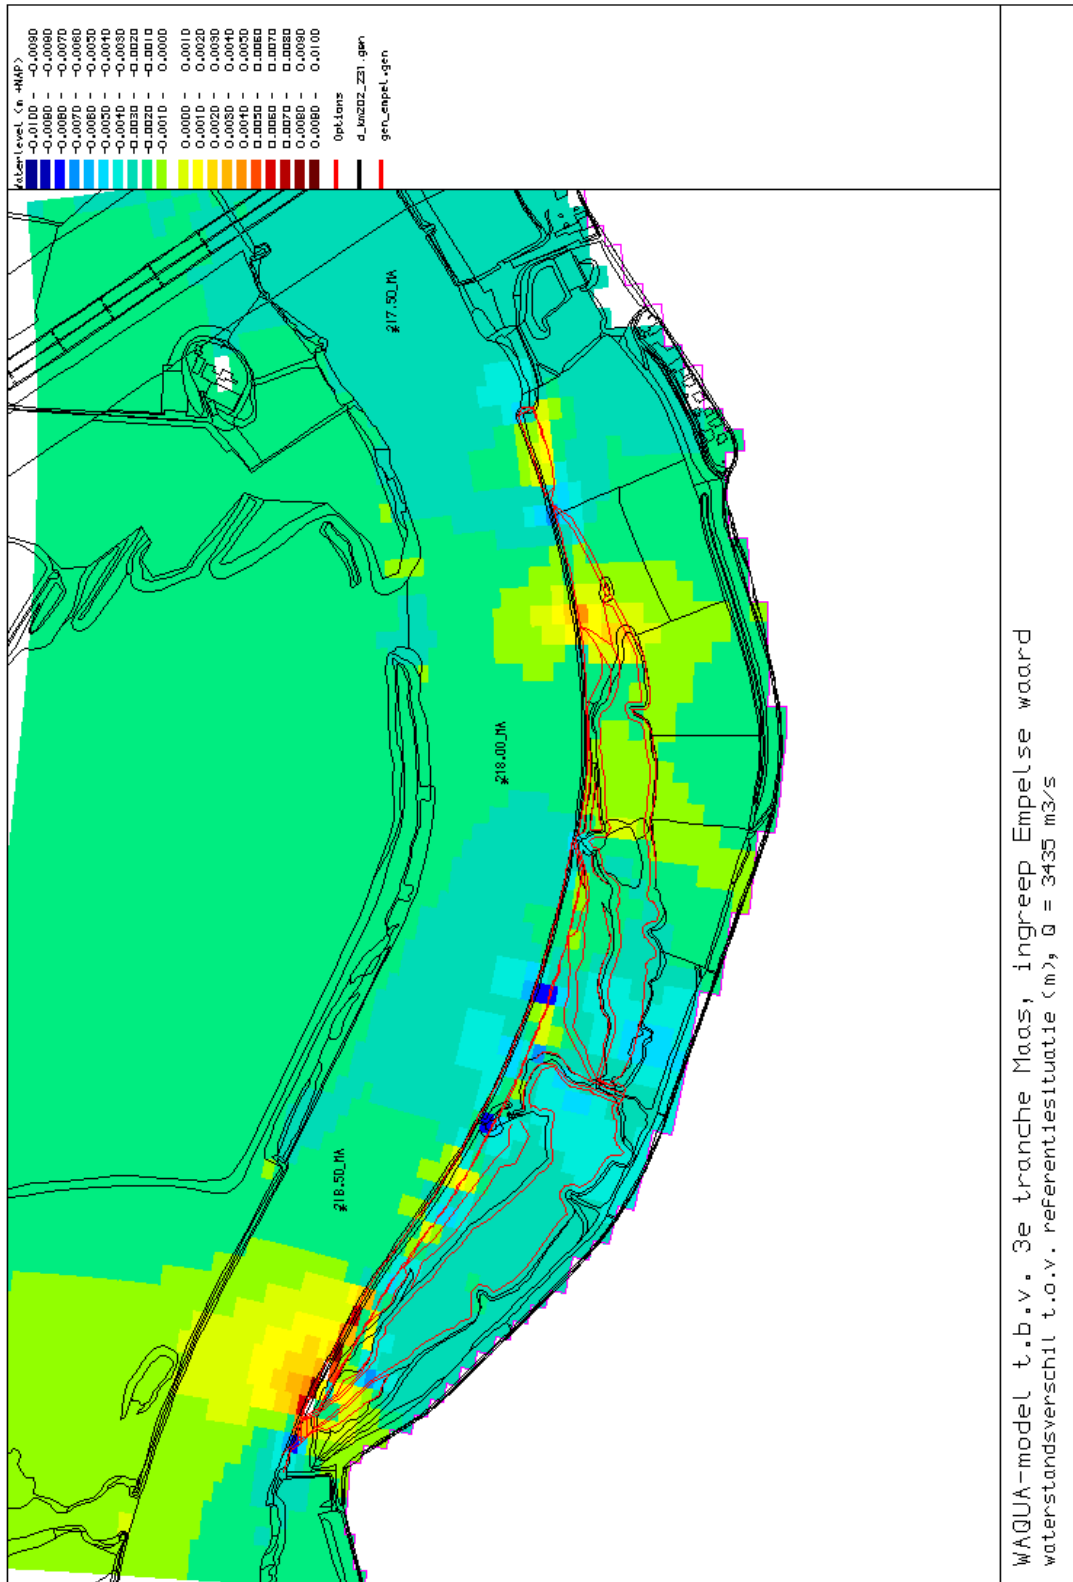 Waterlevel (m +NAP)
-0.0100 - -0.0090
-0.0090 - -0.0080
-0.0080 - -0.0070
-0.0070 - -0.0060
-0.0060 - -0.0050
-0.0050 - -0.0040
-0.0040 - -0.0030
-0.0030 - -0.0020
-0.0020 - -0.0010
-0.0010 - 0.0000
0.0000 - 0.0010
0.0010 - 0.0020
0.0020 - 0.0030
0.0030 - 0.0040
0.0040 - 0.0050
0.0050 - 0.0060
0.0060 - 0.0070
0.0070 - 0.0080
0.0080 - 0.0090
0.0090 - 0.0100
Options
d_km202_231.gen
gen_empel.gen
218.50_MA
217.50_MA
218.00_MA
WAQUA-model t.b.v. 3e tranche Maas, ingreep Empelse waard
waterstandsverschil t.o.v. referentiesituatie (m), Q = 3435 m3/s